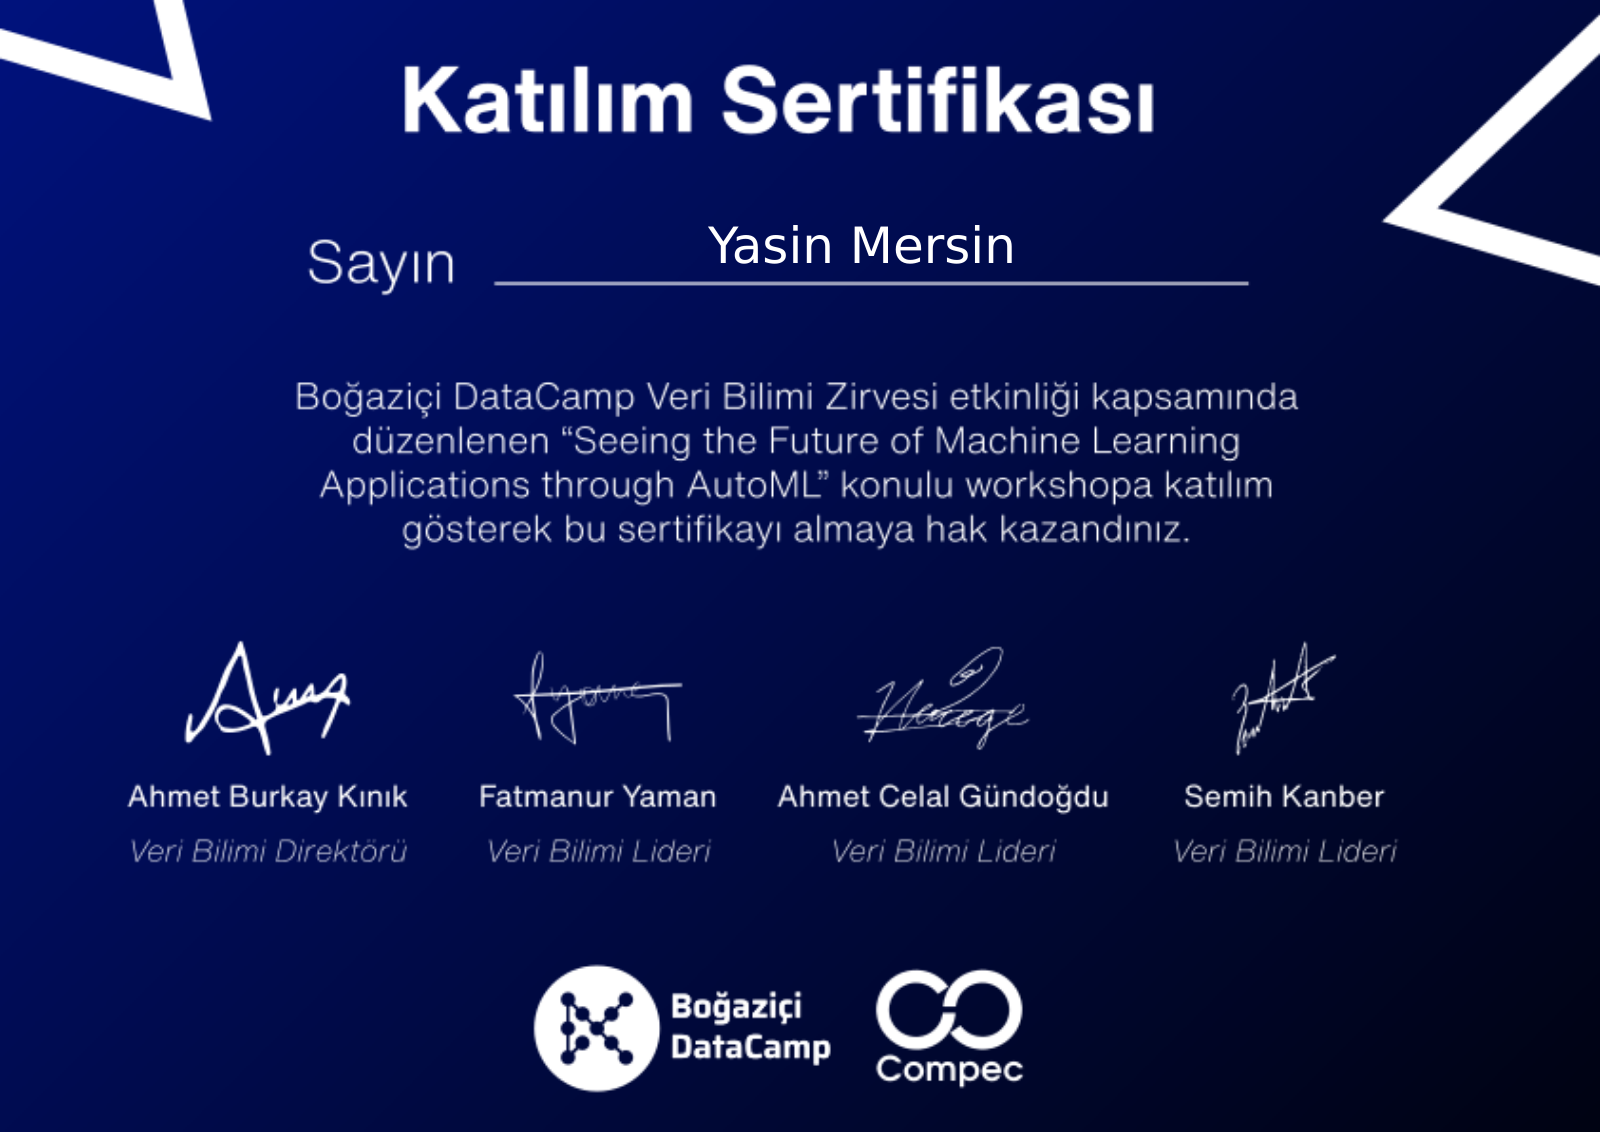 Katılım Sertifikası
Sayın Yasin Mersin
Boğaziçi DataCamp Veri Bilimi Zirvesi etkinliği kapsamında
düzenlenen “Seeing the Future of Machine Learning
Applications through AutoML” konulu workshopa katılım
gösterek bu sertifikayı almaya hak kazandınız.
Ahmet Burkay Kınık
Veri Bilimi Direktörü
Fatmanur Yaman
Veri Bilimi Lideri
Ahmet Celal Gündoğdu
Veri Bilimi Lideri
Semih Kanber
Veri Bilimi Lideri
Boğaziçi
DataCamp
Compec